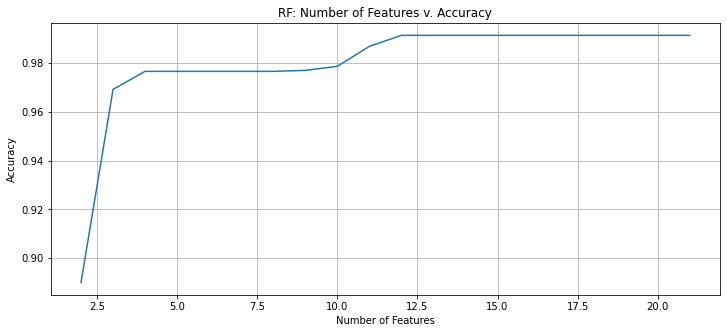 RF: Number of Features v. Accuracy
Accuracy
0.98
0.96
0.94
0.92
0.90
2.5 5.0 7.5 10.0 12.5 15.0 17.5 20.0
Number of Features